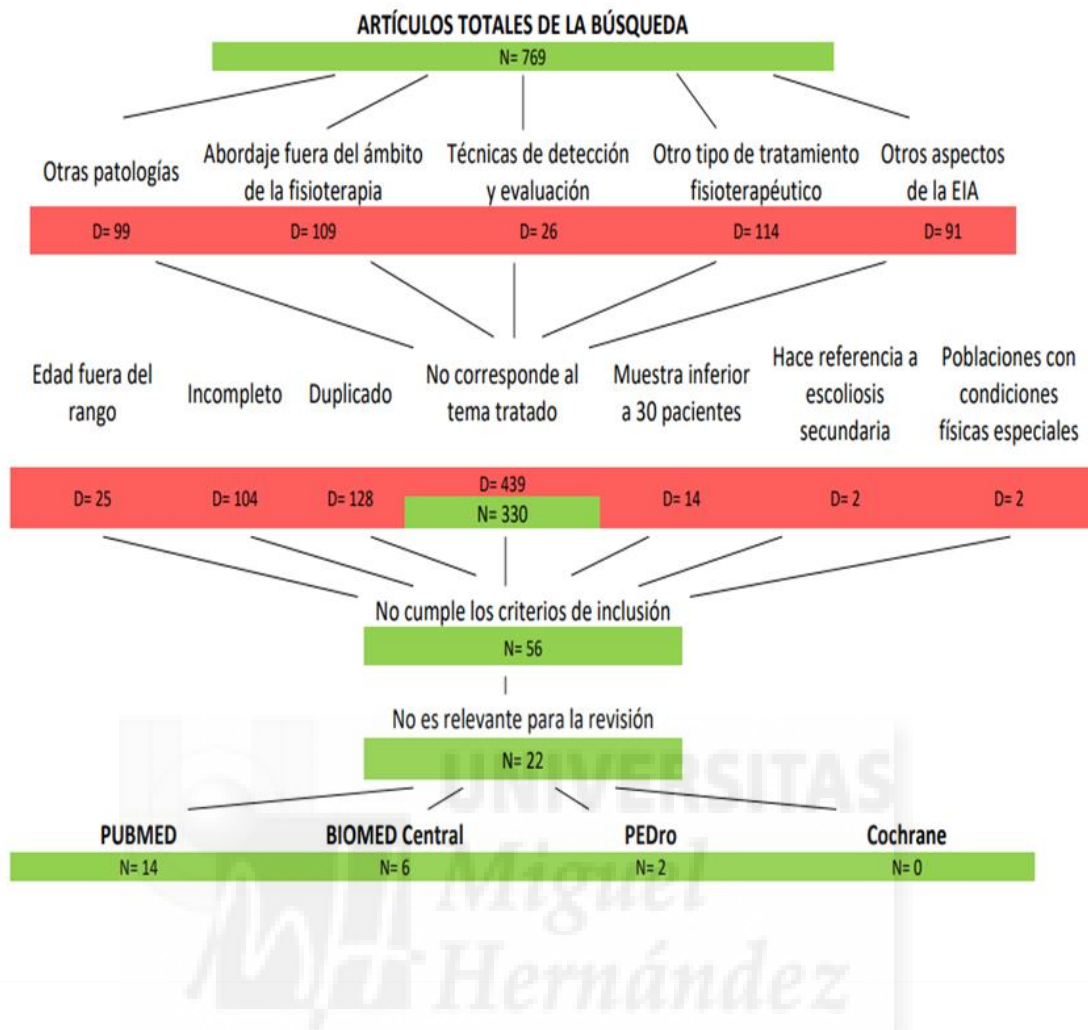 ARTÍCULOS TOTALES DE LA BÚSQUEDA
N= 769
Otras patologías
Abordaje fuera del ámbito
de la fisioterapia
Técnicas de detección
y evaluación
Otro tipo de tratamiento
fisioterapéutico
Otros aspectos
de la EIA
D= 99
D= 109
D= 26
D= 114
D= 91
Edad fuera del
rango
Incompleto
Duplicado
No corresponde al
tema tratado
Muestra inferior
a 30 pacientes
Hace referencia a
escoliosis
secundaria
Poblaciones con
condiciones
físicas especiales
D= 25
D= 104
D= 128
D= 439
N= 330
D= 14
D= 2
D= 2
No cumple los criterios de inclusión
N= 56
No es relevante para la revisión
N= 22
PUBMED
BIOMED Central
PEDro
Cochrane
N= 14
N= 6
N= 2
N= 0
UNIVERSITAS
Miguel
Hernández